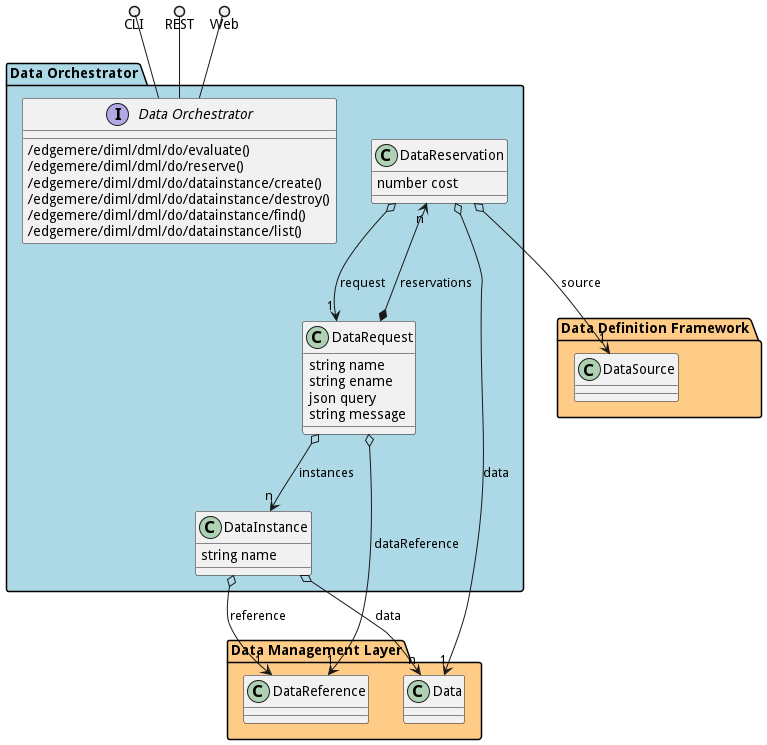 CLI
REST
Web
Data Orchestrator
I
Data Orchestrator
/edgemere/diml/dml/do/evaluate()
/edgemere/diml/dml/do/reserve()
/edgemere/diml/dml/do/datainstance/create()
/edgemere/diml/dml/do/datainstance/destroy()
/edgemere/diml/dml/do/datainstance/find()
/edgemere/diml/dml/do/datainstance/list()
C DataReservation
number cost
n
request
reservations
source
1
Data Definition Framework
1
C DataSource
C DataRequest
string name
string ename
json query
string message
instances
data
n
dataReference
C DataInstance
string name
reference
data
Data Management Layer
1
1
n
1
C DataReference
C Data